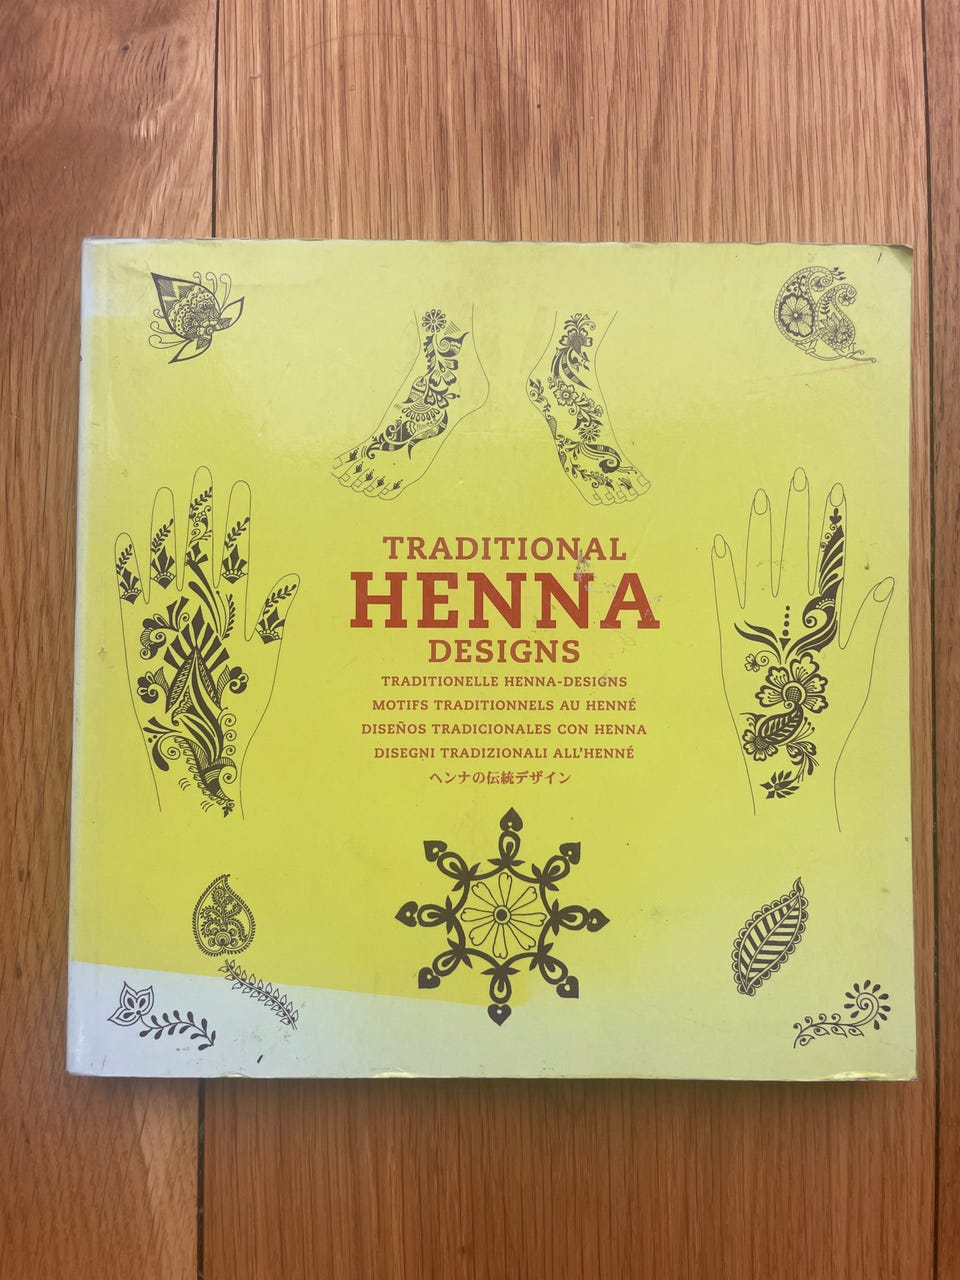 TRADITIONAL
HENNA
DESIGNS
TRADITIONELLE HENNA-DESIGNS
MOTIFS TRADITIONNELS AU HENNÉ
DISEÑOS TRADICIONALES CON HENNA
DISEGNI TRADIZIONALI ALL'HENNÉ
ヘンナの伝統デザイン